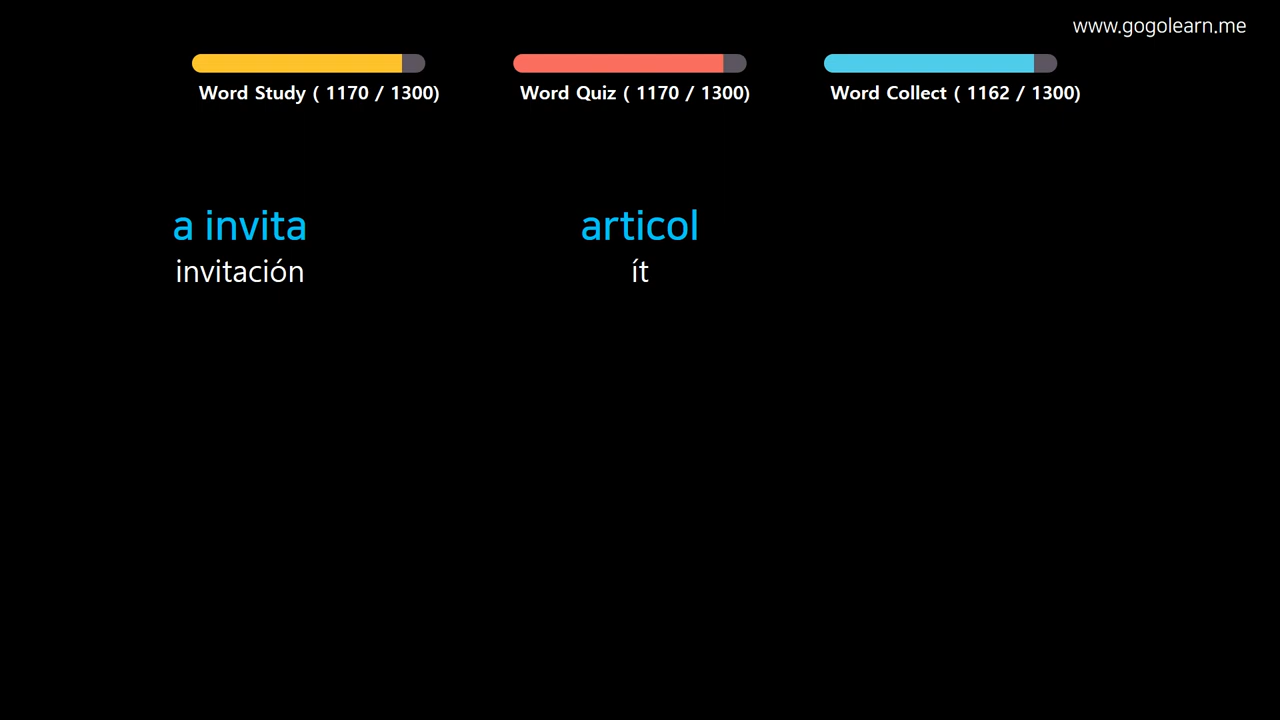 www.gogolearn.me
Word Study ( 1170 / 1300)
Word Quiz ( 1170 / 1300)
Word Collect ( 1162 / 1300)
a invita
articol
invitación
ít